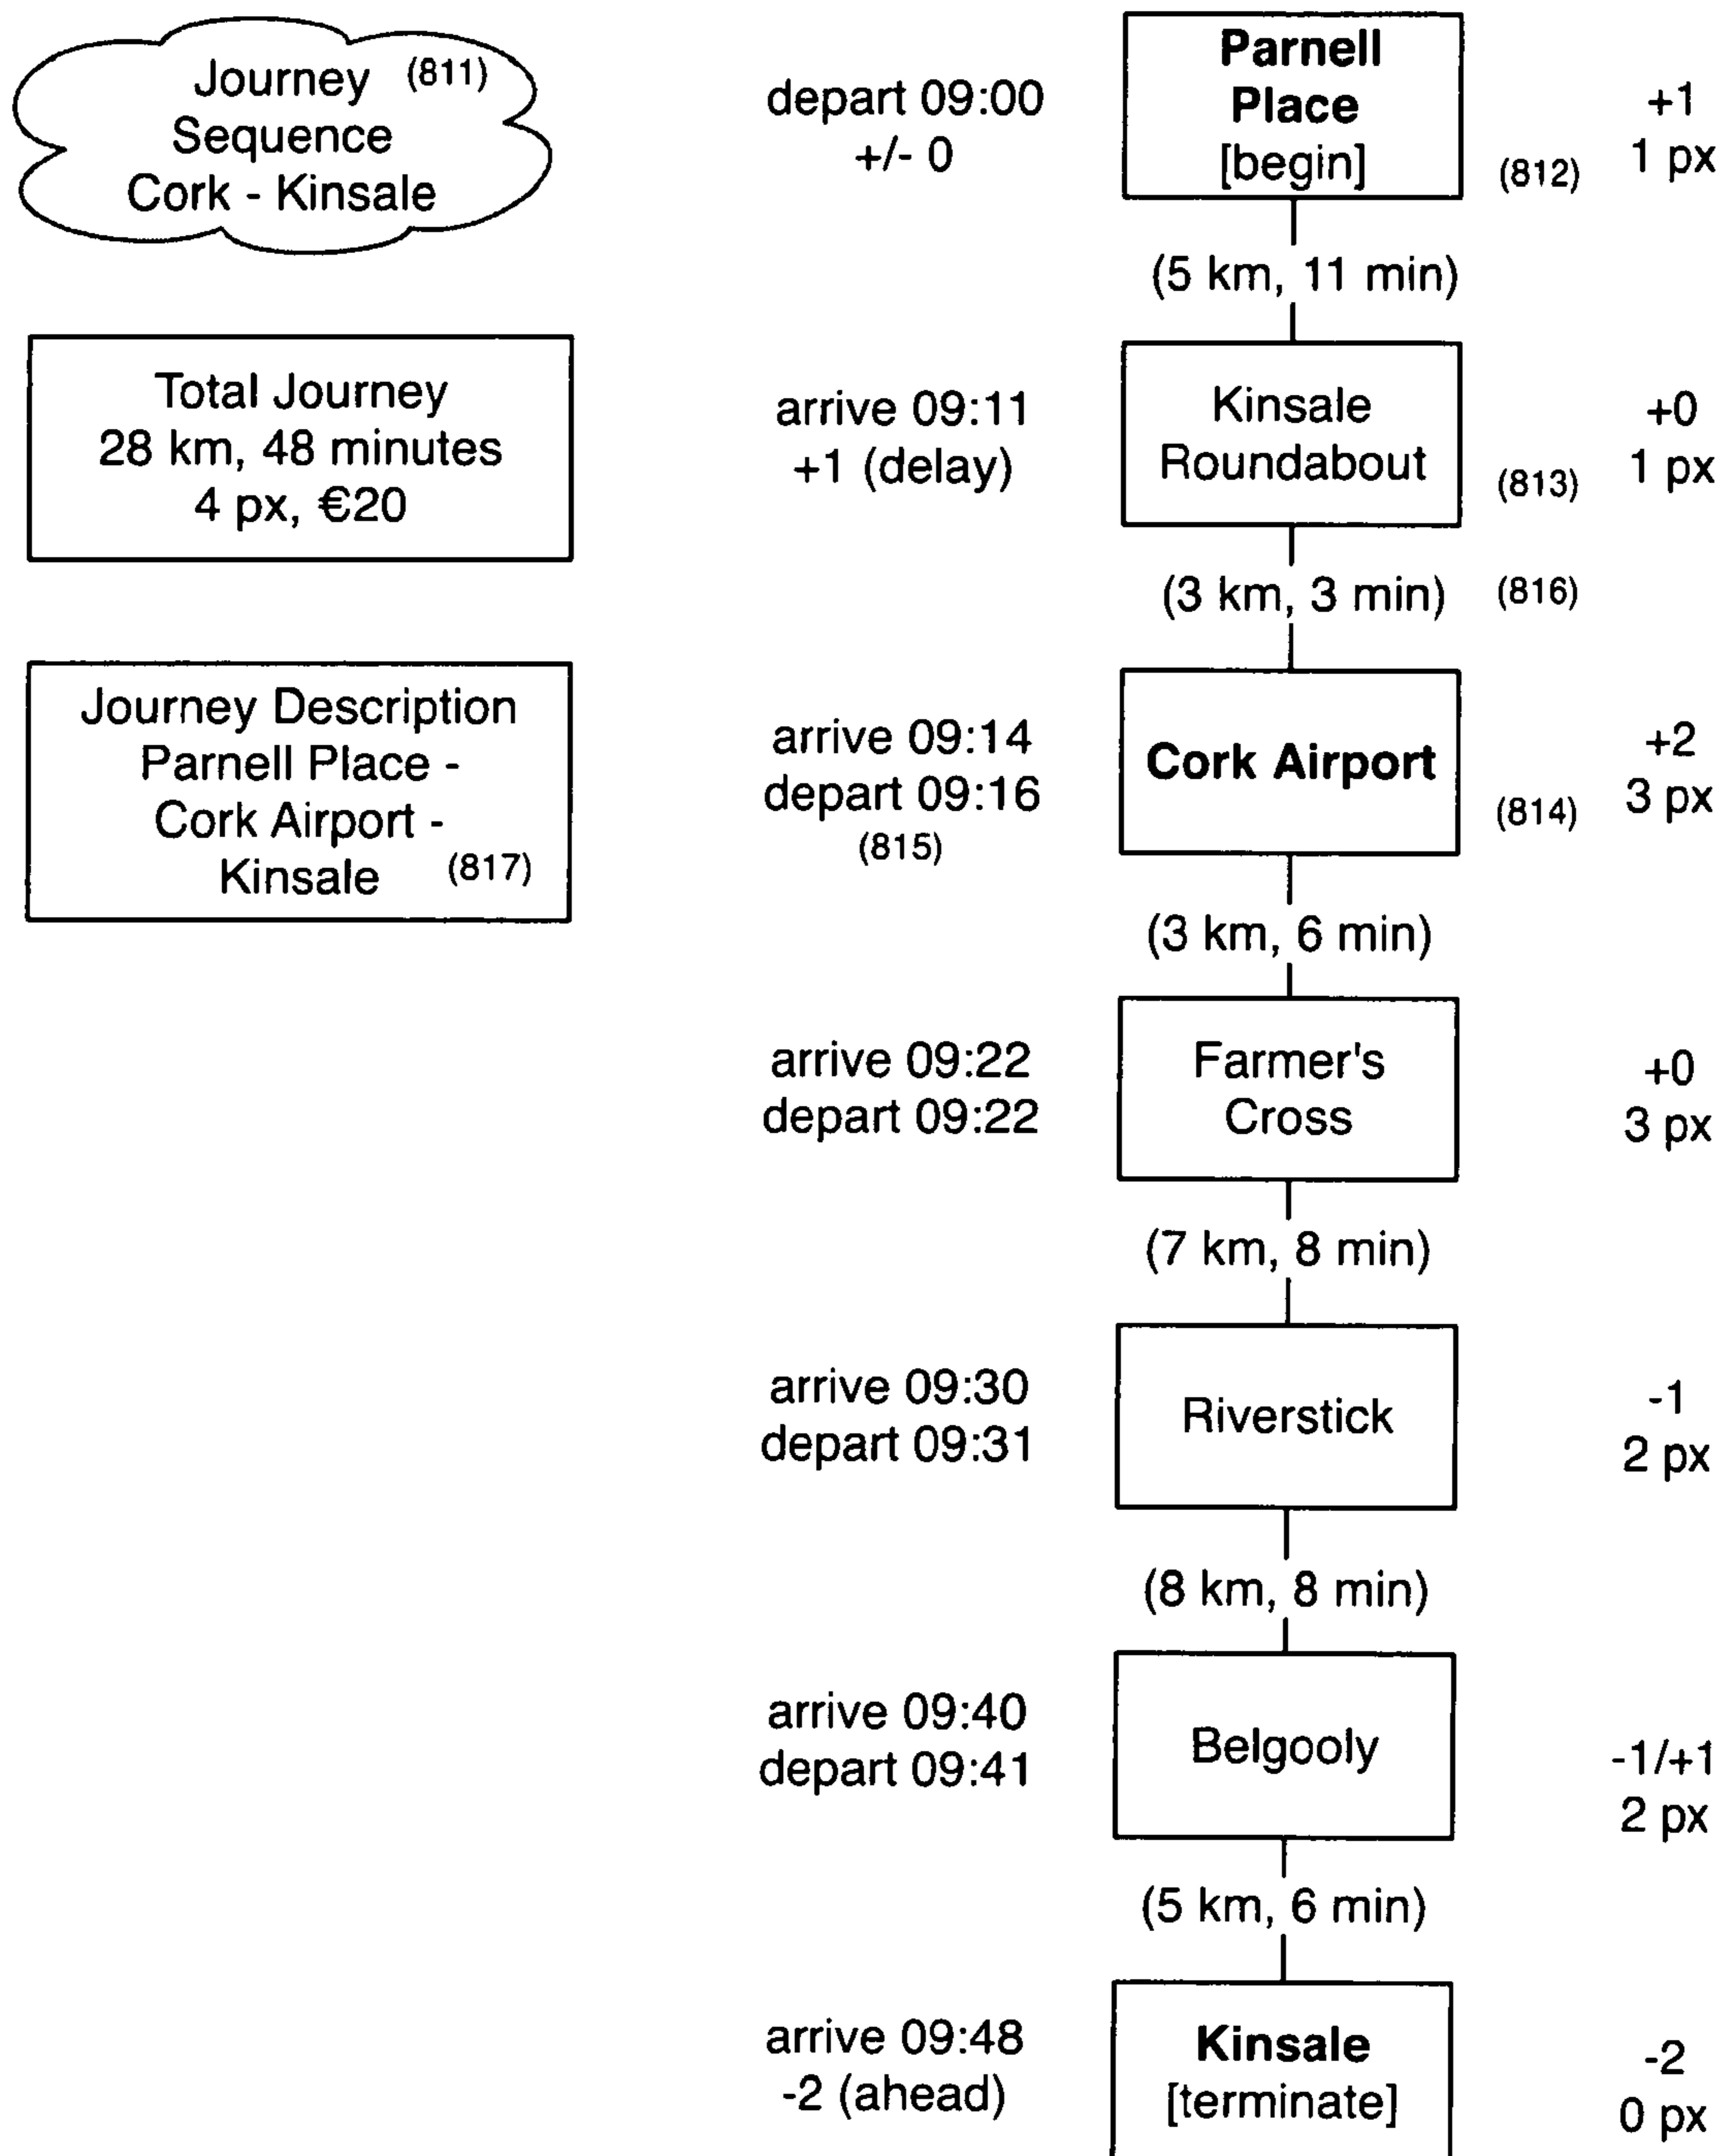 Journey (811)
Sequence
Cork - Kinsale
Total Journey
28 km, 48 minutes
4 px, €20
Journey Description
Parnell Place -
Cork Airport -
Kinsale (817)
depart 09:00
+/- 0
Parnell
Place
[begin]
(812)
+1
1 px
(5 km, 11 min)
arrive 09:11
+1 (delay)
Kinsale
Roundabout
(813)
+0
1 px
(3 km, 3 min) (816)
arrive 09:14
depart 09:16
(815)
Cork Airport
(814)
+2
3 px
(3 km, 6 min)
arrive 09:22
depart 09:22
Farmer's
Cross
+0
3 px
(7 km, 8 min)
arrive 09:30
depart 09:31
Riverstick
-1
2 px
(8 km, 8 min)
arrive 09:40
depart 09:41
Belgooly
-1/+1
2 px
(5 km, 6 min)
arrive 09:48
-2 (ahead)
Kinsale
[terminate]
-2
0 px